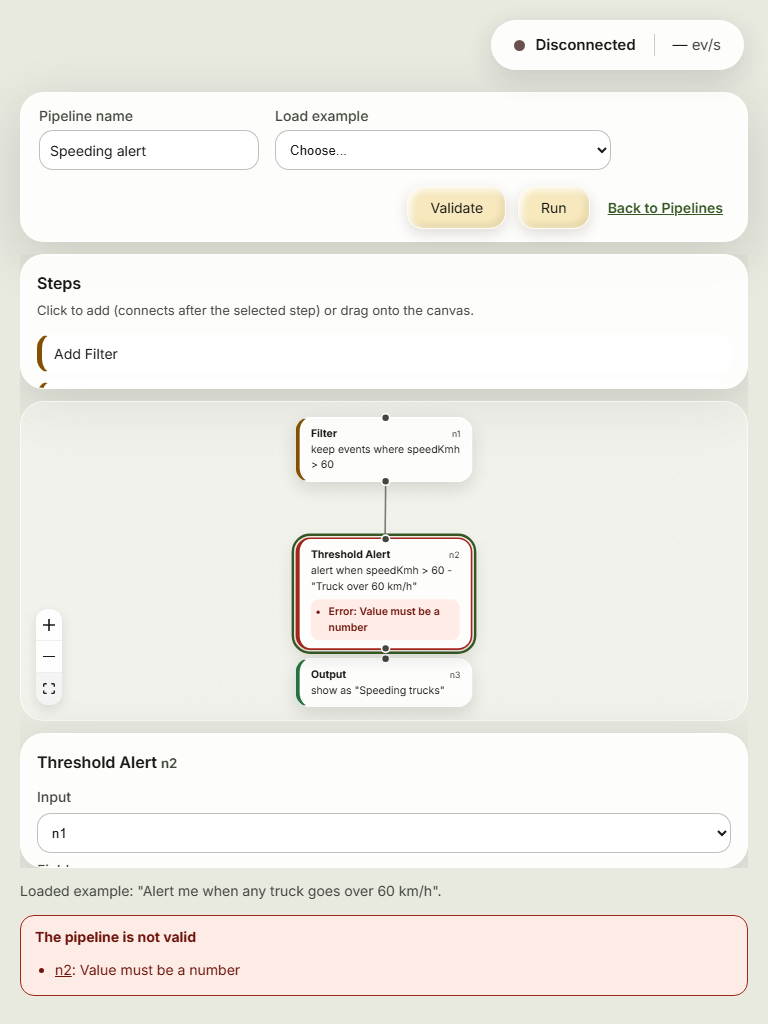 Disconnected
— ev/s
Pipeline name
Load example
Speeding alert
Choose...
Validate
Run
Back to Pipelines
Steps
Click to add (connects after the selected step) or drag onto the canvas.
Add Filter
Filter
n1
keep events where speedKmh
> 60
Threshold Alert
n2
alert when speedKmh > 60 -
"Truck over 60 km/h"
• Error: Value must be a
number
Output
n3
show as "Speeding trucks"
Threshold Alert n2
Input
n1
Loaded example: "Alert me when any truck goes over 60 km/h".
The pipeline is not valid
• n2: Value must be a number